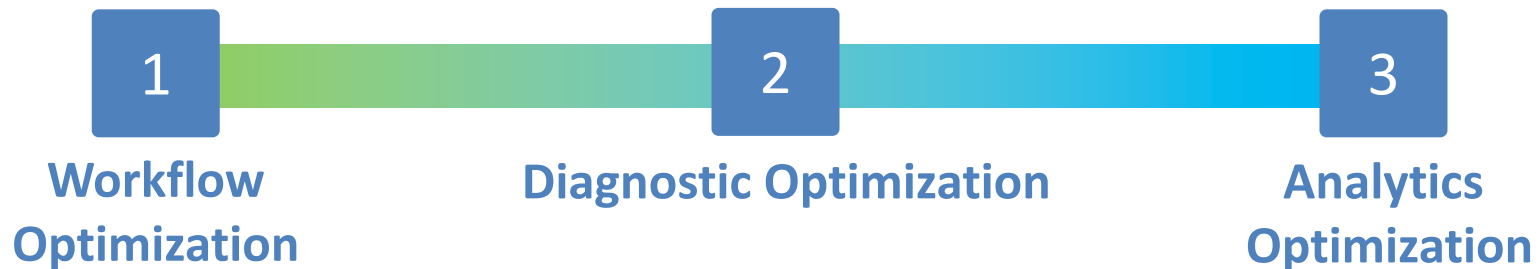 1
2
3
Workflow
Optimization
Diagnostic Optimization
Analytics
Optimization